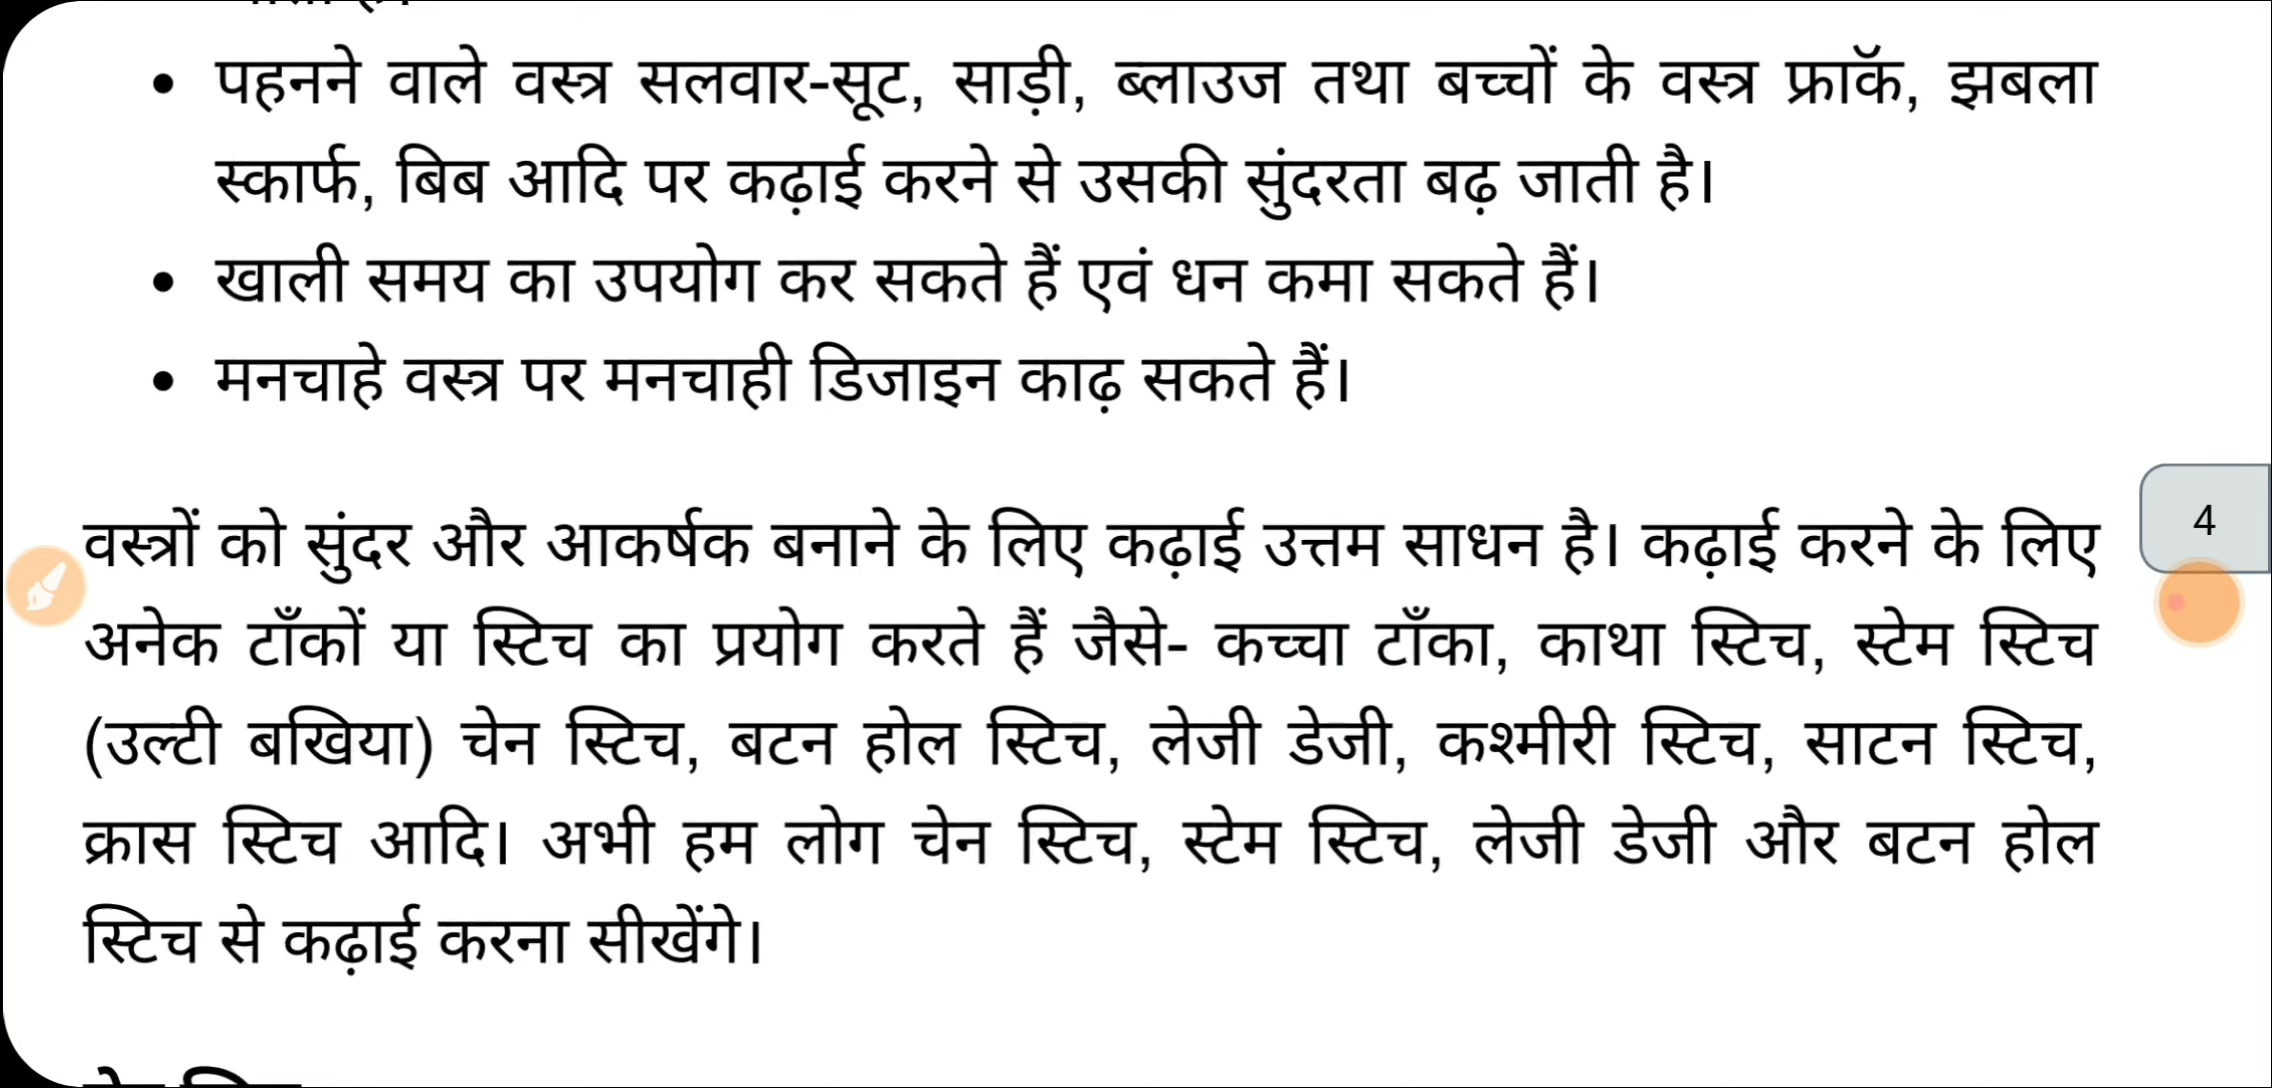 • पहनने वाले वस्त्र सलवार-सूट, साड़ी, ब्लाउज तथा बच्चों के वस्त्र फ्राकॅ, झबला
स्कार्फ, बिब आदि पर कढ़ाई करने से उसकी सुंदरता बढ़ जाती है।
• खाली समय का उपयोग कर सकते हैं एवं धन कमा सकते हैं।
• मनचाहे वस्त्र पर मनचाही डिजाइन काढ़ सकते हैं।
वस्त्रों को सुंदर और आकर्षक बनाने के लिए कढ़ाई उत्तम साधन है। कढ़ाई करने के लिए
अनेक टाँकों या स्टिच का प्रयोग करते हैं जैसे- कच्चा टाँका, काथा स्टिच, स्टेम स्टिच
(उल्टी बखिया) चेन स्टिच, बटन होल स्टिच, लेजी डेजी, कश्मीरी स्टिच, साटन स्टिच,
क्रास स्टिच आदि। अभी हम लोग चेन स्टिच, स्टेम स्टिच, लेजी डेजी और बटन होल
स्टिच से कढ़ाई करना सीखेंगे।
4